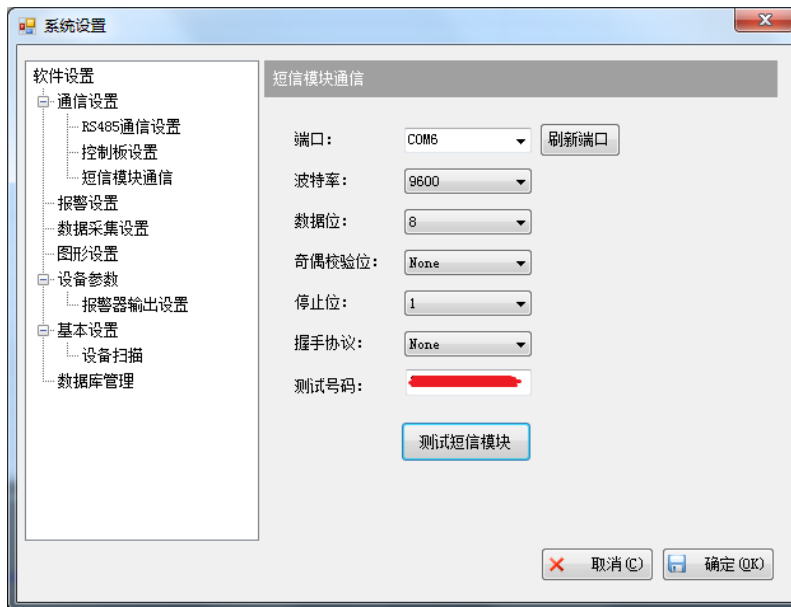 系统设置
软件设置
通信设置
RS485通信设置
控制板设置
短信模块通信
报警设置
数据采集设置
图形设置
设备参数
报警器输出设置
基本设置
设备扫描
数据库管理
短信模块通信
端口: COM6 刷新端口
波特率: 9600
数据位: 8
奇偶校验位: None
停止位: 1
握手协议: None
测试号码:
测试短信模块
取消(C) 确定(OK)